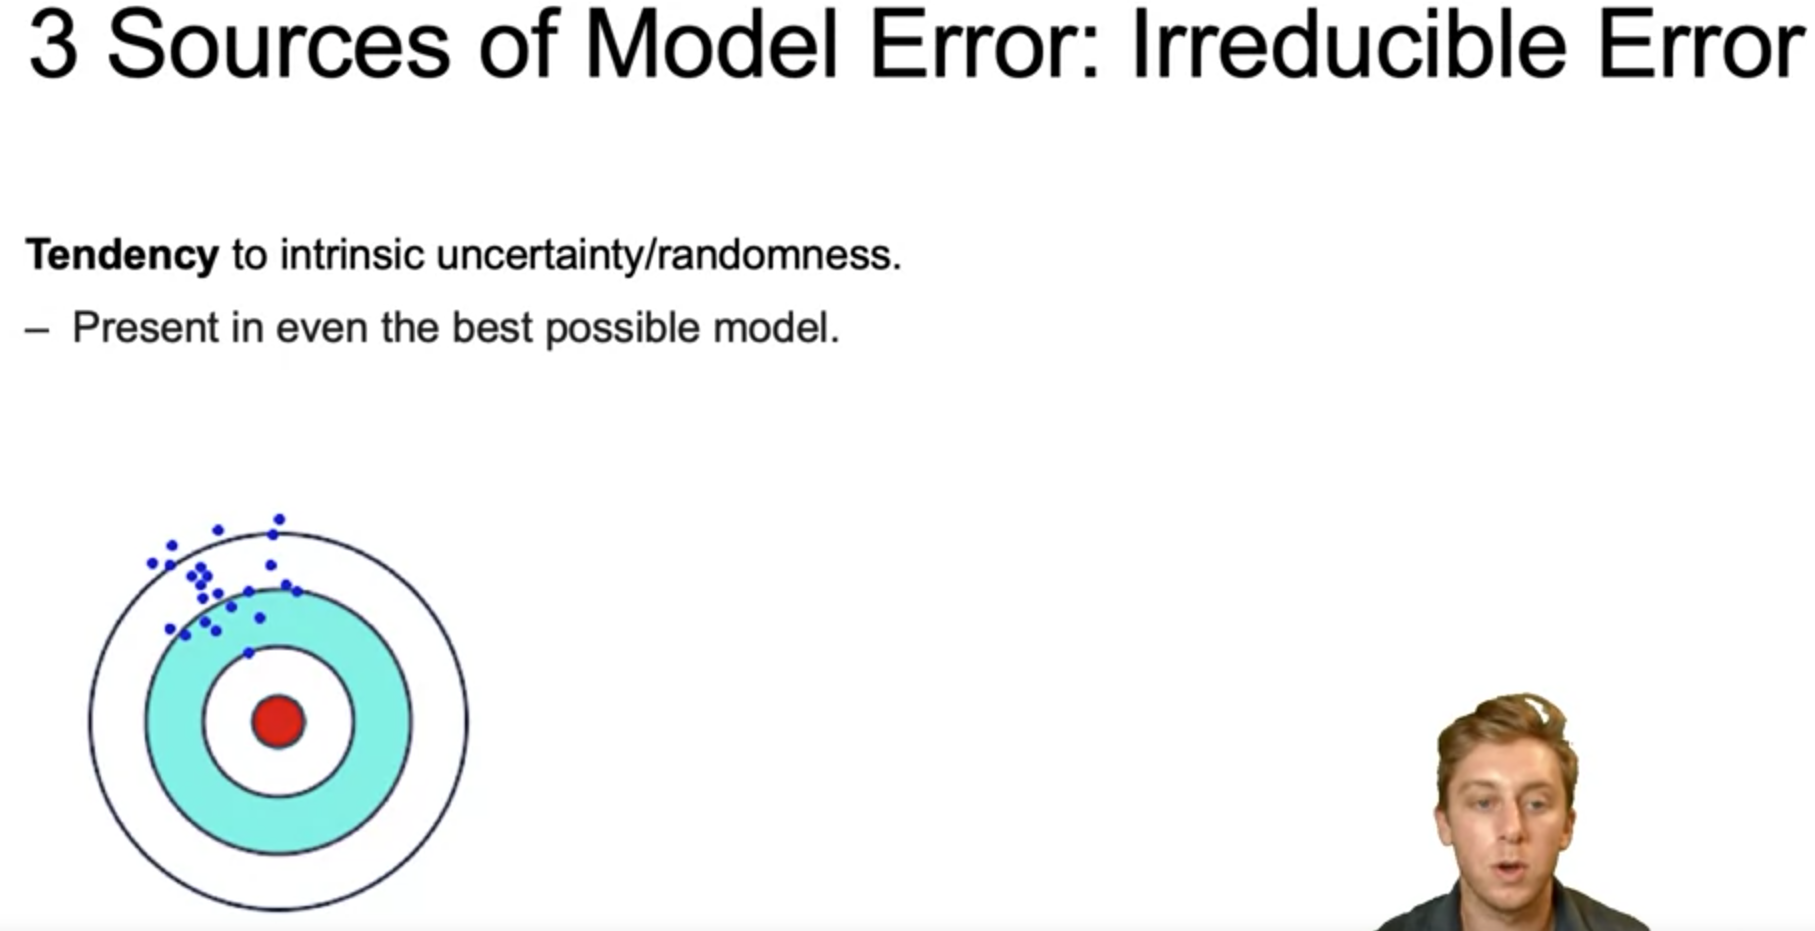 3 Sources of Model Error: Irreducible Error
Tendency to intrinsic uncertainty/randomness.
– Present in even the best possible model.